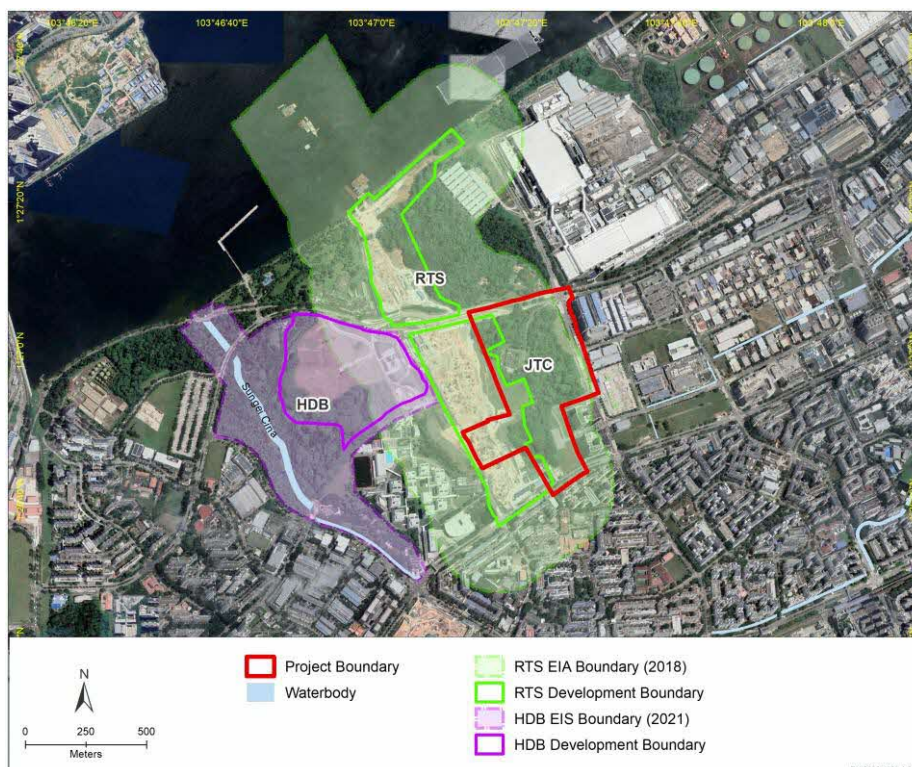 103°46'20"E 103°46'40"E 103°47'0"E 103°47'20"E 103°48'0"E
1°27'20"N
RTS
JTC
HDB
Sungei Cina
N
0 250 500
Meters
Project Boundary
Waterbody
RTS EIA Boundary (2018)
RTS Development Boundary
HDB EIS Boundary (2021)
HDB Development Boundary